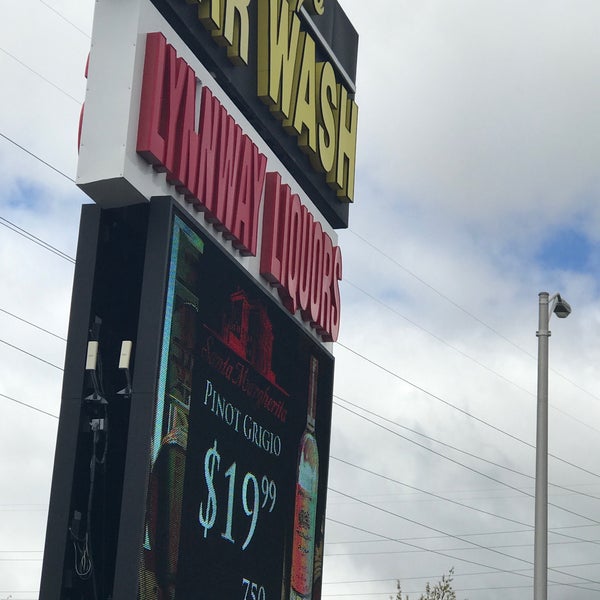 WASH
LYNNWAY LIQUORS
Santa Margherita
PINOT GRIGIO
$19.99
750